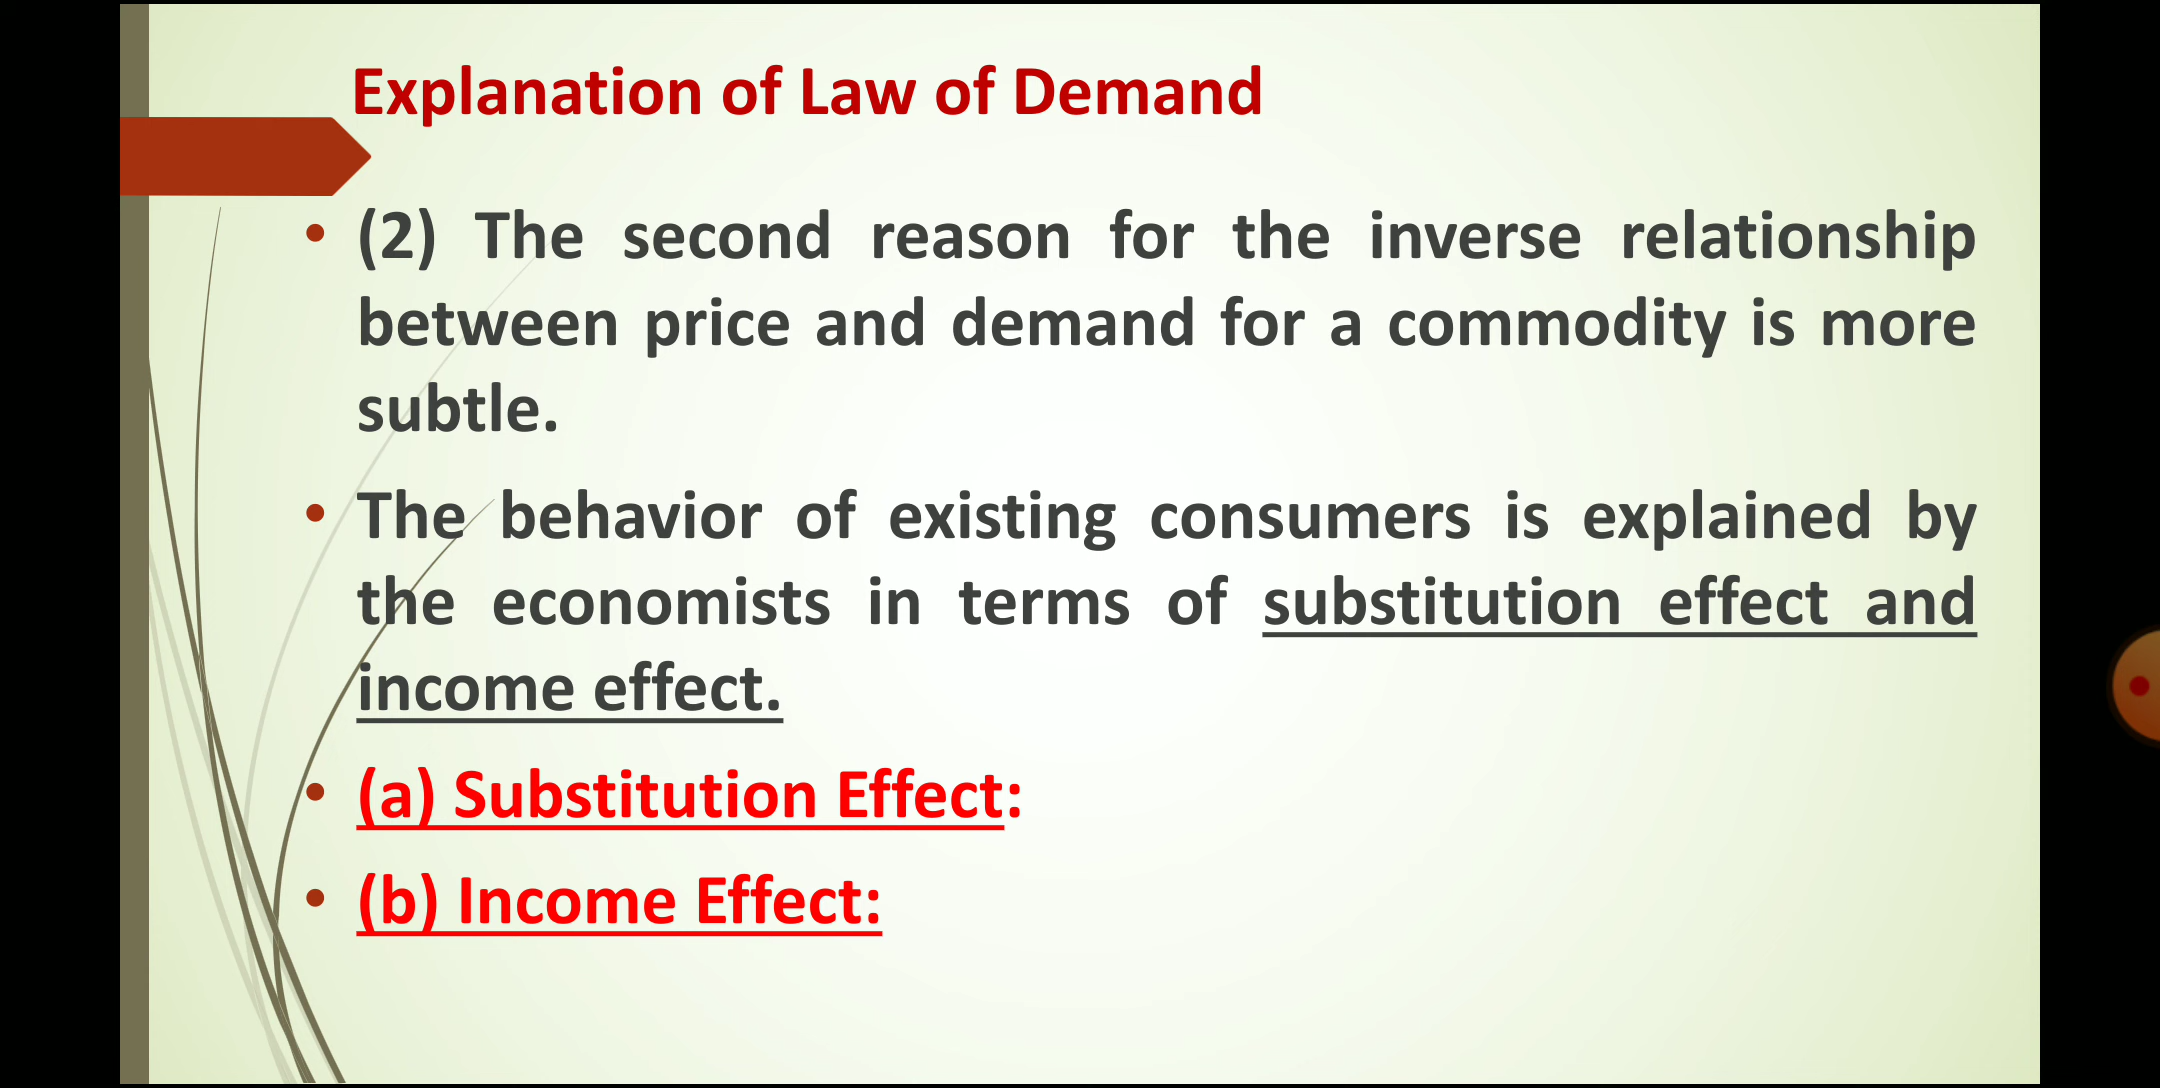 Explanation of Law of Demand
• (2) The second reason for the inverse relationship
between price and demand for a commodity is more
subtle.
• The behavior of existing consumers is explained by
the economists in terms of substitution effect and
income effect.
• (a) Substitution Effect:
• (b) Income Effect: